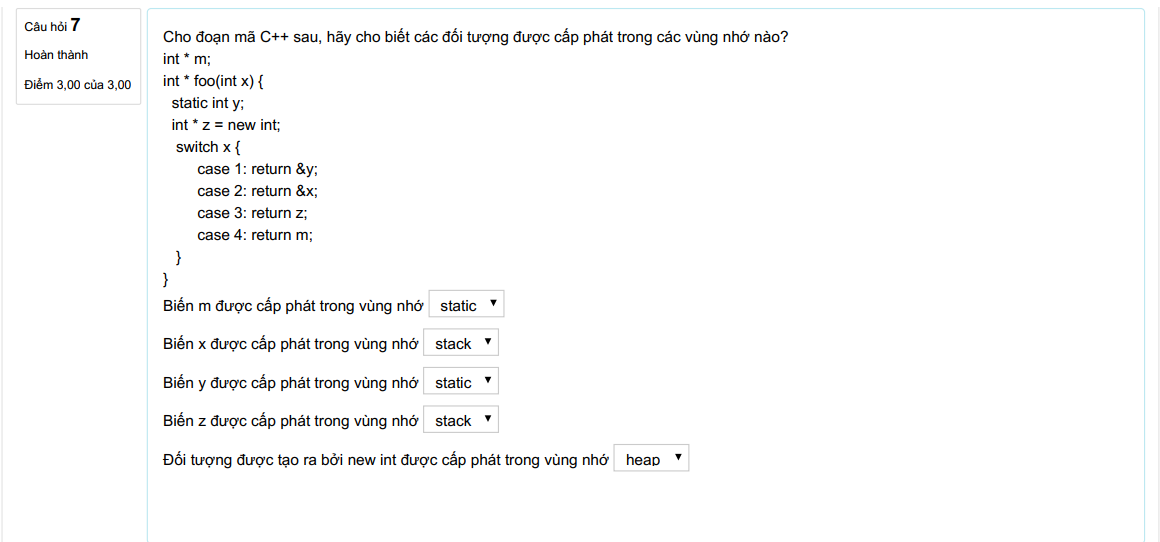 Câu hỏi 7
Hoàn thành
Điểm 3,00 của 3,00
Cho đoạn mã C++ sau, hãy cho biết các đối tượng được cấp phát trong các vùng nhớ nào?
int * m;
int * foo(int x) {
static int y;
int * z = new int;
switch x {
case 1: return &y;
case 2: return &x;
case 3: return z;
case 4: return m;
}
}
Biến m được cấp phát trong vùng nhớ static
Biến x được cấp phát trong vùng nhớ stack
Biến y được cấp phát trong vùng nhớ static
Biến z được cấp phát trong vùng nhớ stack
Đối tượng được tạo ra bởi new int được cấp phát trong vùng nhớ heap